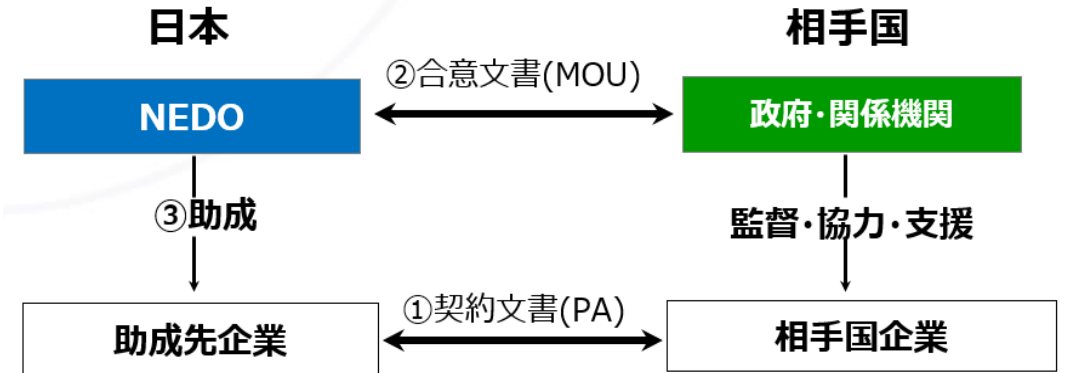 日本
相手国
②合意文書(MOU)
NEDO
政府・関係機関
③助成
監督・協力・支援
①契約文書(PA)
助成先企業
相手国企業